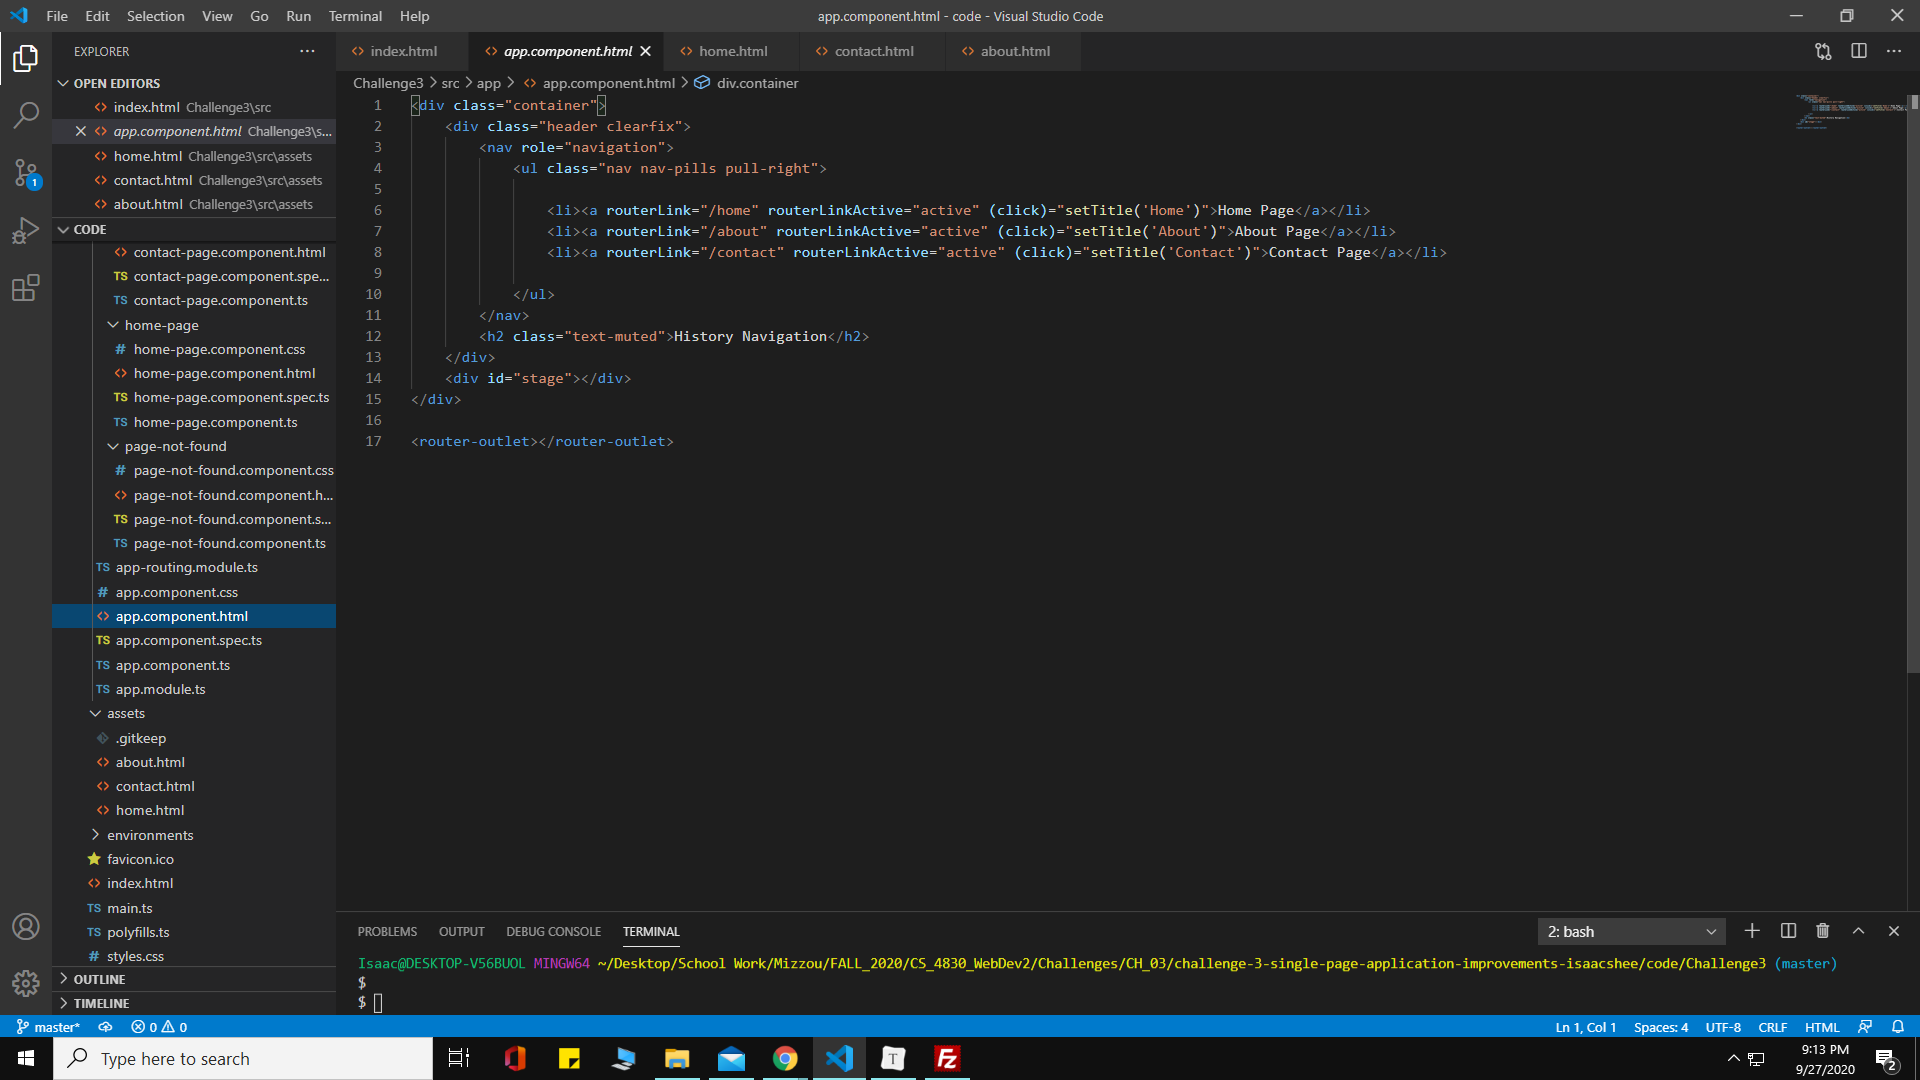 File Edit Selection View Go Run Terminal Help
app.component.html - code - Visual Studio Code
EXPLORER
OPEN EDITORS
index.html Challenge3\src
app.component.html Challenge3\s...
home.html Challenge3\src\assets
contact.html Challenge3\src\assets
about.html Challenge3\src\assets
CODE
contact-page.component.html
TS contact-page.component.spe...
TS contact-page.component.ts
home-page
# home-page.component.css
home-page.component.html
TS home-page.component.spec.ts
TS home-page.component.ts
page-not-found
# page-not-found.component.css
page-not-found.component.h...
TS page-not-found.component.s...
TS page-not-found.component.ts
TS app-routing.module.ts
# app.component.css
app.component.html
TS app.component.spec.ts
TS app.component.ts
TS app.module.ts
assets
.gitkeep
about.html
contact.html
home.html
environments
favicon.ico
index.html
TS main.ts
TS polyfills.ts
# styles.css
OUTLINE
TIMELINE
1
index.html app.component.html home.html contact.html about.html
Challenge3 > src > app > app.component.html > div.container
1 <div class="container">
2 <div class="header clearfix">
3 <nav role="navigation">
4 <ul class="nav nav-pills pull-right">
5
6 <li><a routerLink="/home" routerLinkActive="active" (click)="setTitle('Home')">Home Page</a></li>
7 <li><a routerLink="/about" routerLinkActive="active" (click)="setTitle('About')">About Page</a></li>
8 <li><a routerLink="/contact" routerLinkActive="active" (click)="setTitle('Contact')">Contact Page</a></li>
9
10 </ul>
11 </nav>
12 <h2 class="text-muted">History Navigation</h2>
13 </div>
14 <div id="stage"></div>
15 </div>
16
17 <router-outlet></router-outlet>
PROBLEMS OUTPUT DEBUG CONSOLE TERMINAL
2: bash
Isaac@DESKTOP-V56BUOL MINGW64 ~/Desktop/School Work/Mizzou/FALL_2020/CS_4830_WebDev2/Challenges/CH_03/challenge-3-single-page-application-improvements-isaacshee/code/Challenge3 (master)
$
$
master* 0 0
Ln 1, Col 1 Spaces: 4 UTF-8 CRLF HTML
Type here to search
T
Fz
9:13 PM
9/27/2020
2